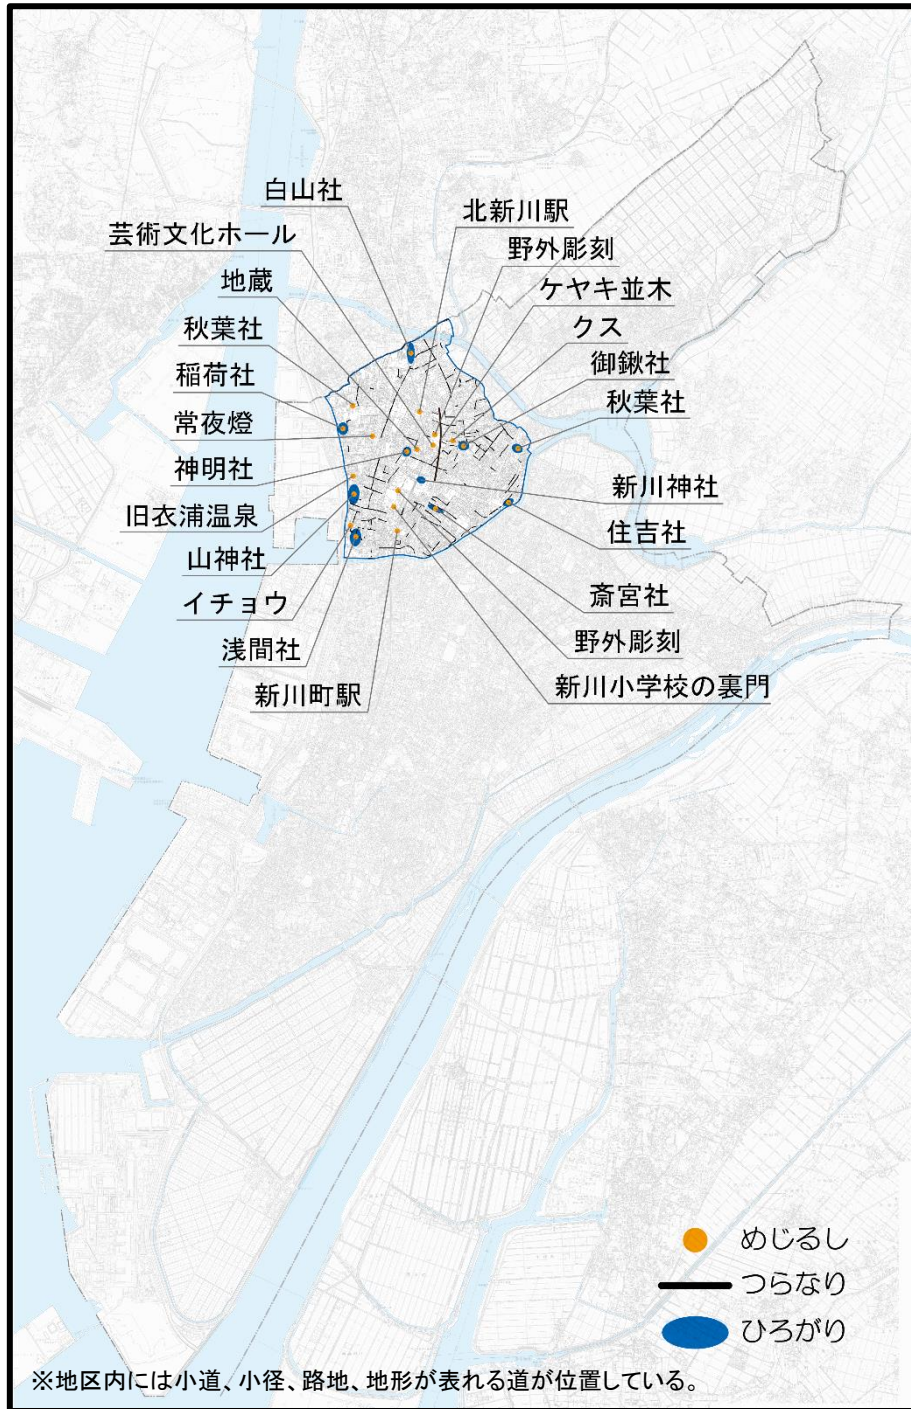 白山社
北新川駅
芸術文化ホール
野外彫刻
地蔵
ケヤキ並木
秋葉社
クス
稲荷社
御鍬社
常夜燈
秋葉社
神明社
新川神社
旧衣浦温泉
住吉社
山神社
斎宮社
イチョウ
野外彫刻
浅間社
新川小学校の裏門
新川町駅
めじるし
つらなり
ひろがり
※地区内には小道、小径、路地、地形が表れる道が位置している。